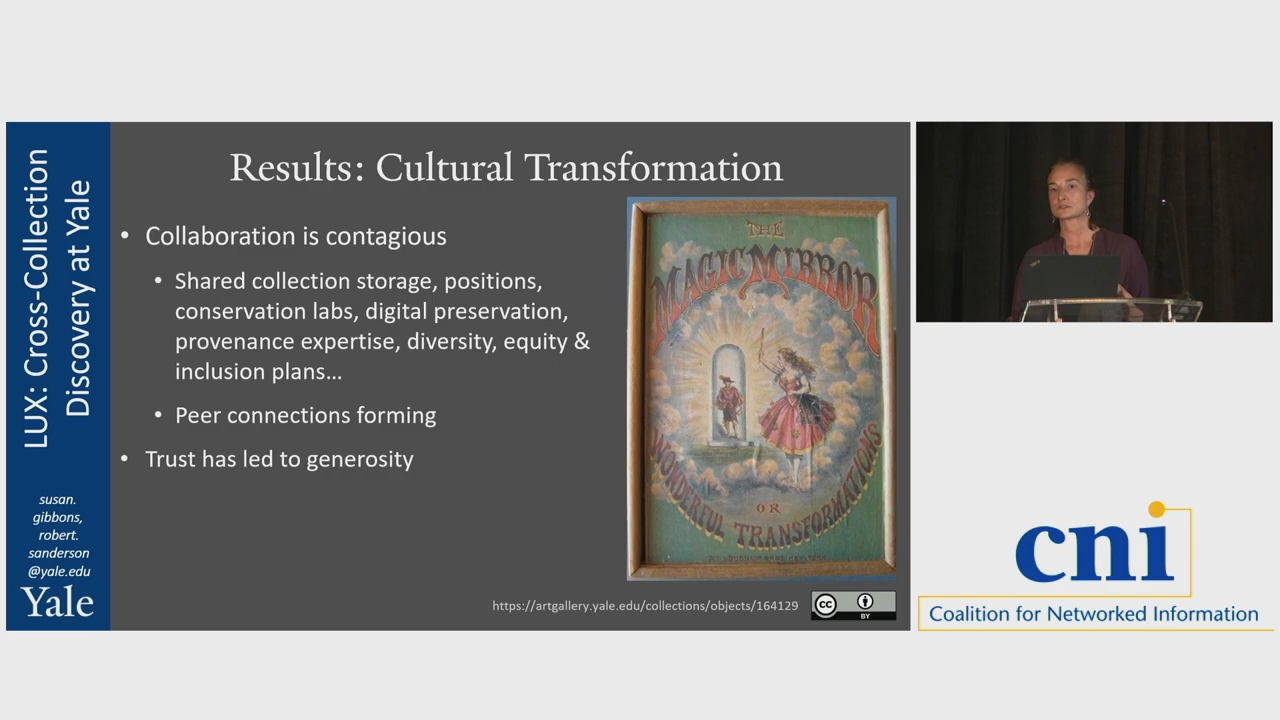 LUX: Cross-Collection
Discovery at Yale
susan.
gibbons,
robert.
sanderson
@yale.edu
Yale
Results: Cultural Transformation
• Collaboration is contagious
• Shared collection storage, positions,
conservation labs, digital preservation,
provenance expertise, diversity, equity &
inclusion plans...
• Peer connections forming
• Trust has led to generosity
THE
MAGIC MIRROR
OR
WONDERFUL TRANSFORMATIONS
https://artgallery.yale.edu/collections/objects/164129
cc
BY
cni
Coalition for Networked Information